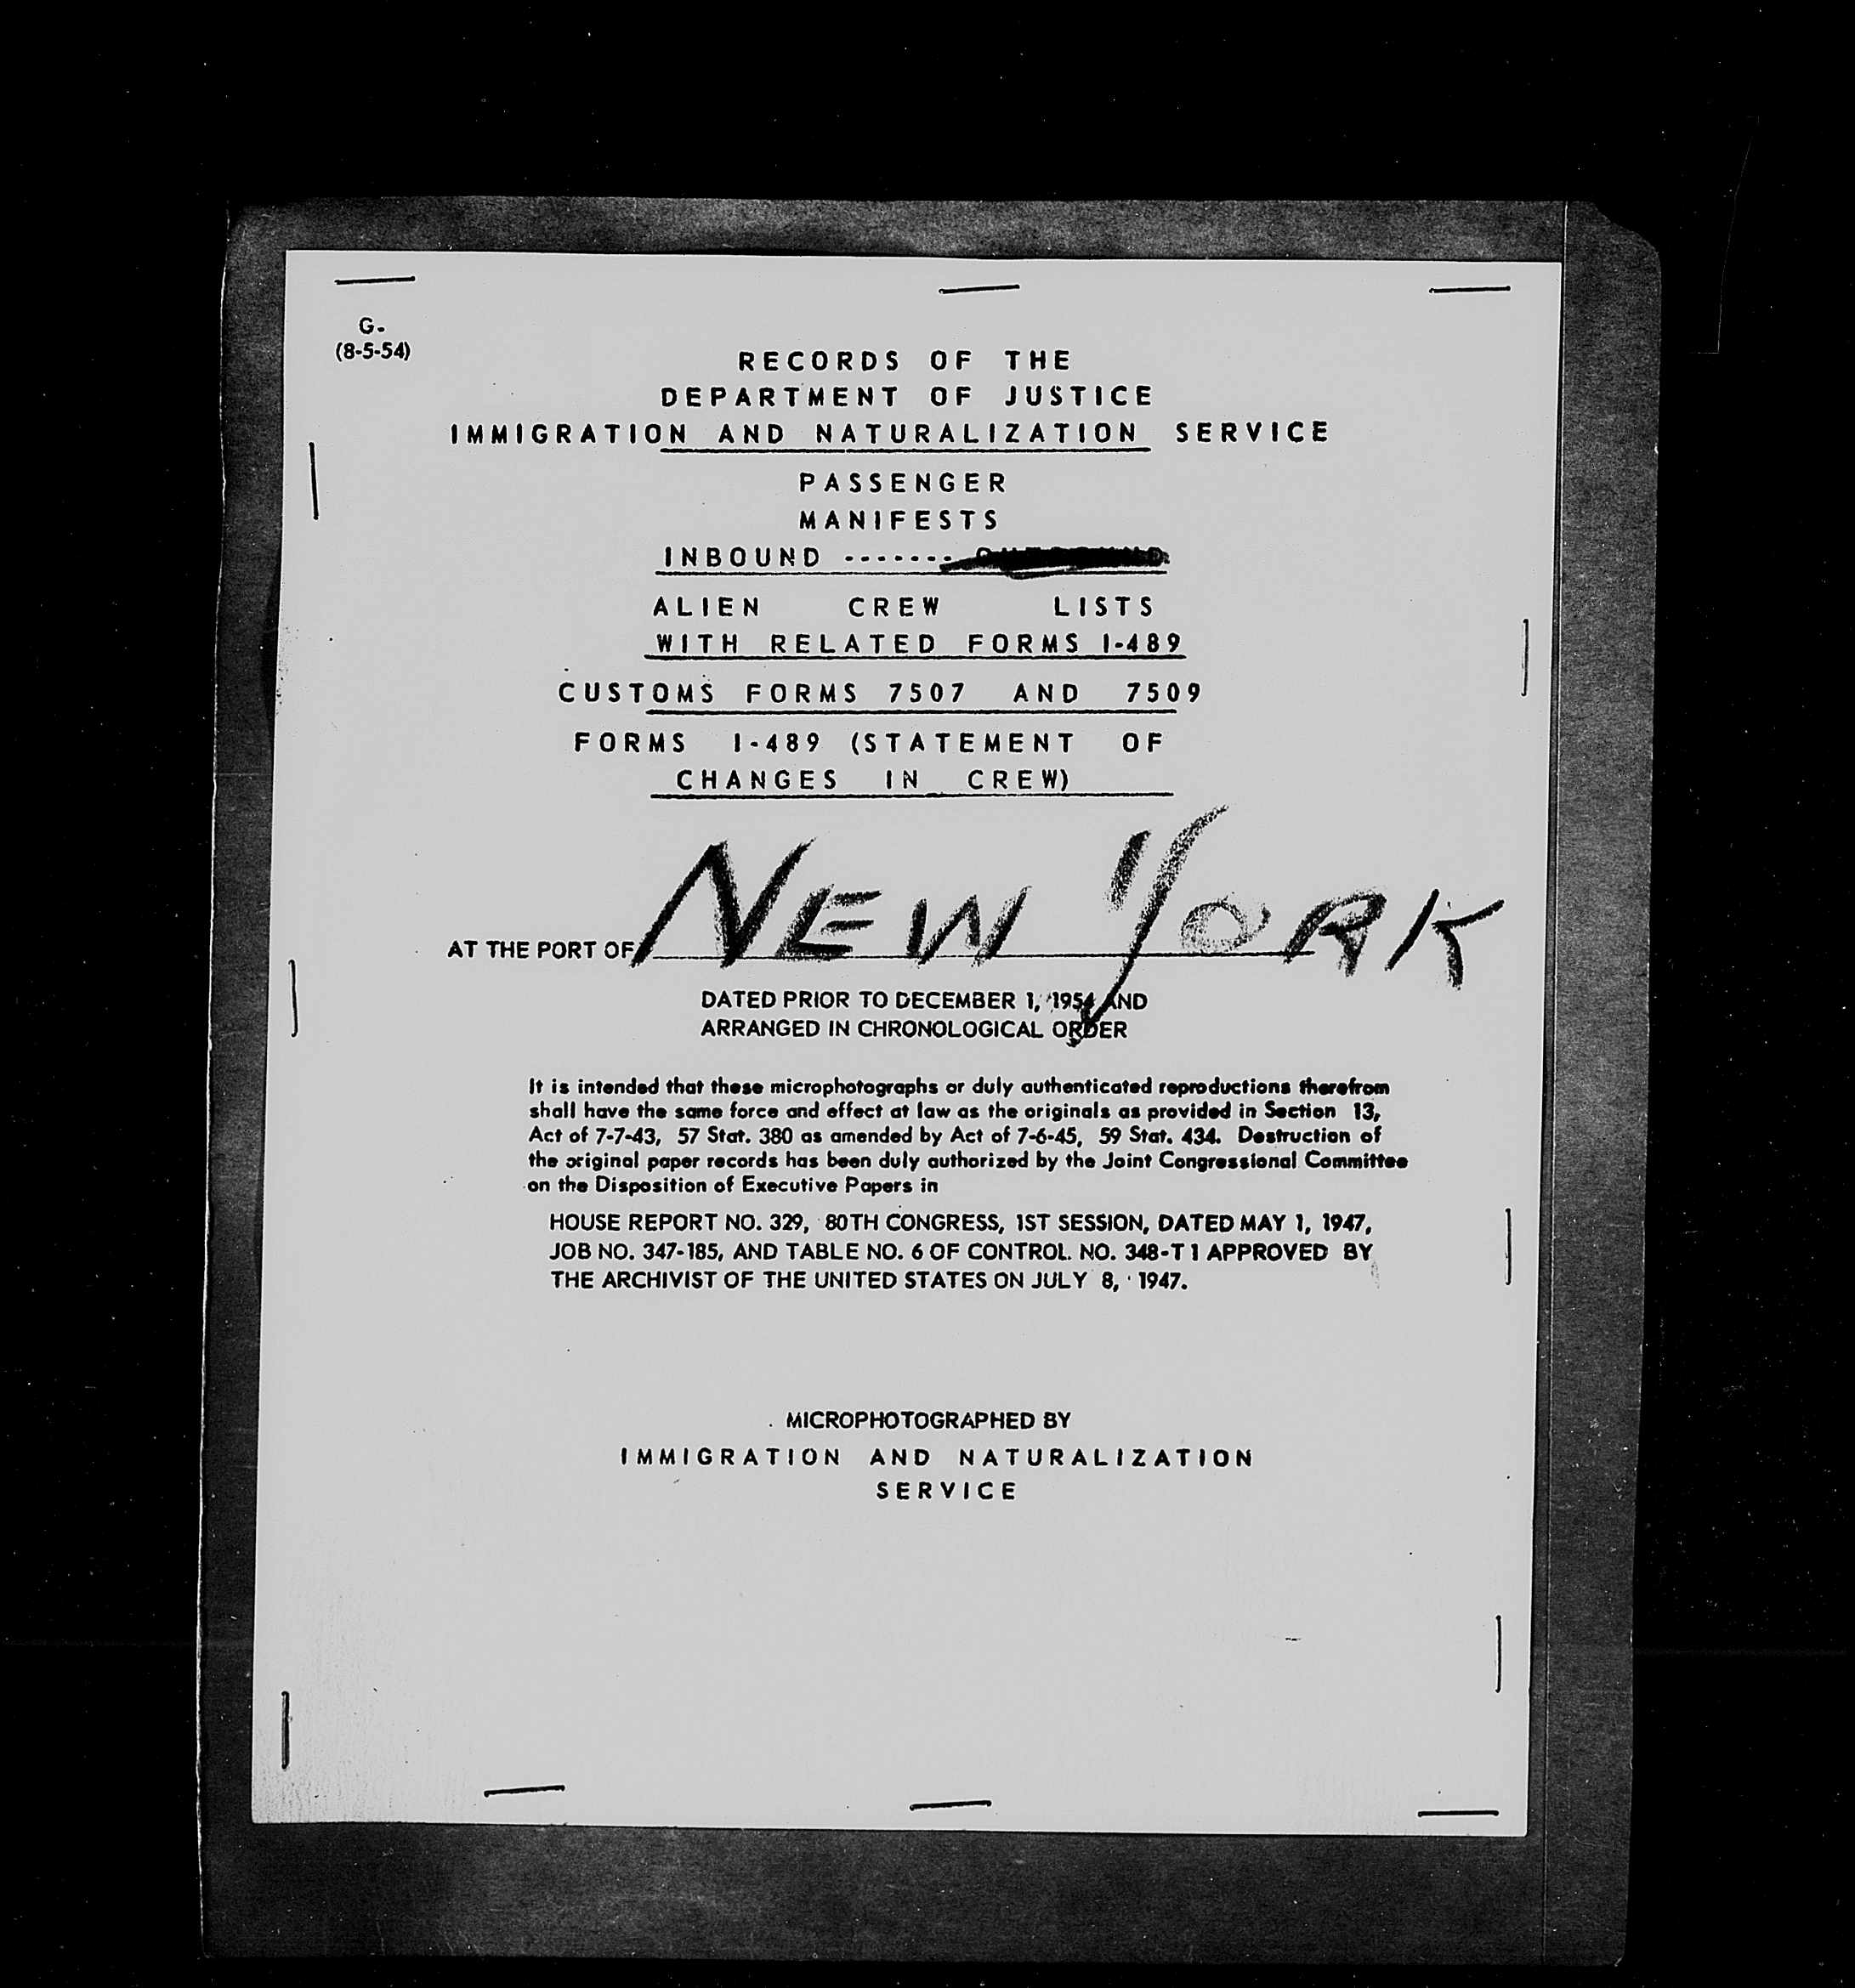 G-
(8-5-54)
RECORDS OF THE
DEPARTMENT OF JUSTICE
IMMIGRATION AND NATURALIZATION SERVICE
PASSENGER
MANIFESTS
INBOUND -------
ALIEN CREW LISTS
WITH RELATED FORMS I-489
CUSTOMS FORMS 7507 AND 7509
FORMS I-489 (STATEMENT OF
CHANGES IN CREW)
AT THE PORT OF NEW YORK
DATED PRIOR TO DECEMBER 1, 1954 AND
ARRANGED IN CHRONOLOGICAL ORDER
It is intended that these microphotographs or duly authenticated reproductions therefrom
shall have the same force and effect at law as the originals as provided in Section 13,
Act of 7-7-43, 57 Stat. 380 as amended by Act of 7-6-45, 59 Stat. 434. Destruction of
the original paper records has been duly authorized by the Joint Congressional Committee
on the Disposition of Executive Papers in
HOUSE REPORT NO. 329, 80TH CONGRESS, 1ST SESSION, DATED MAY 1, 1947,
JOB NO. 347-185, AND TABLE NO. 6 OF CONTROL NO. 348-T1 APPROVED BY
THE ARCHIVIST OF THE UNITED STATES ON JULY 8, 1947.
MICROPHOTOGRAPHED BY
IMMIGRATION AND NATURALIZATION
SERVICE